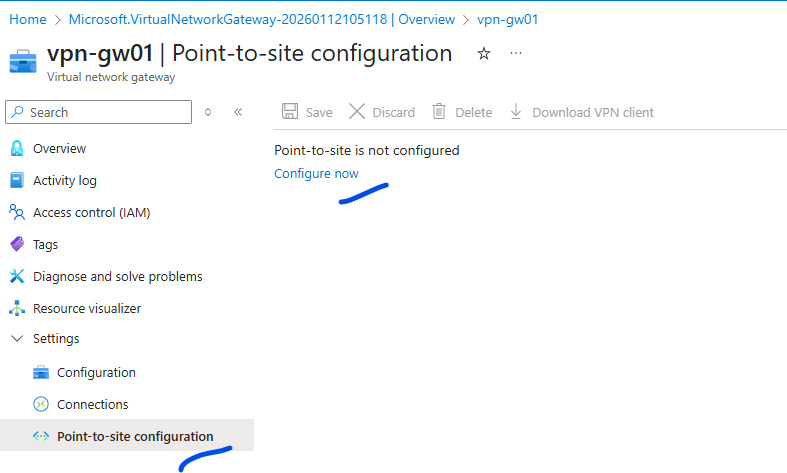 Home > Microsoft.VirtualNetworkGateway-20260112105118 | Overview > vpn-gw01
vpn-gw01 | Point-to-site configuration
Virtual network gateway
Search
Save Discard Delete Download VPN client
Point-to-site is not configured
Configure now
Overview
Activity log
Access control (IAM)
Tags
Diagnose and solve problems
Resource visualizer
Settings
Configuration
Connections
Point-to-site configuration